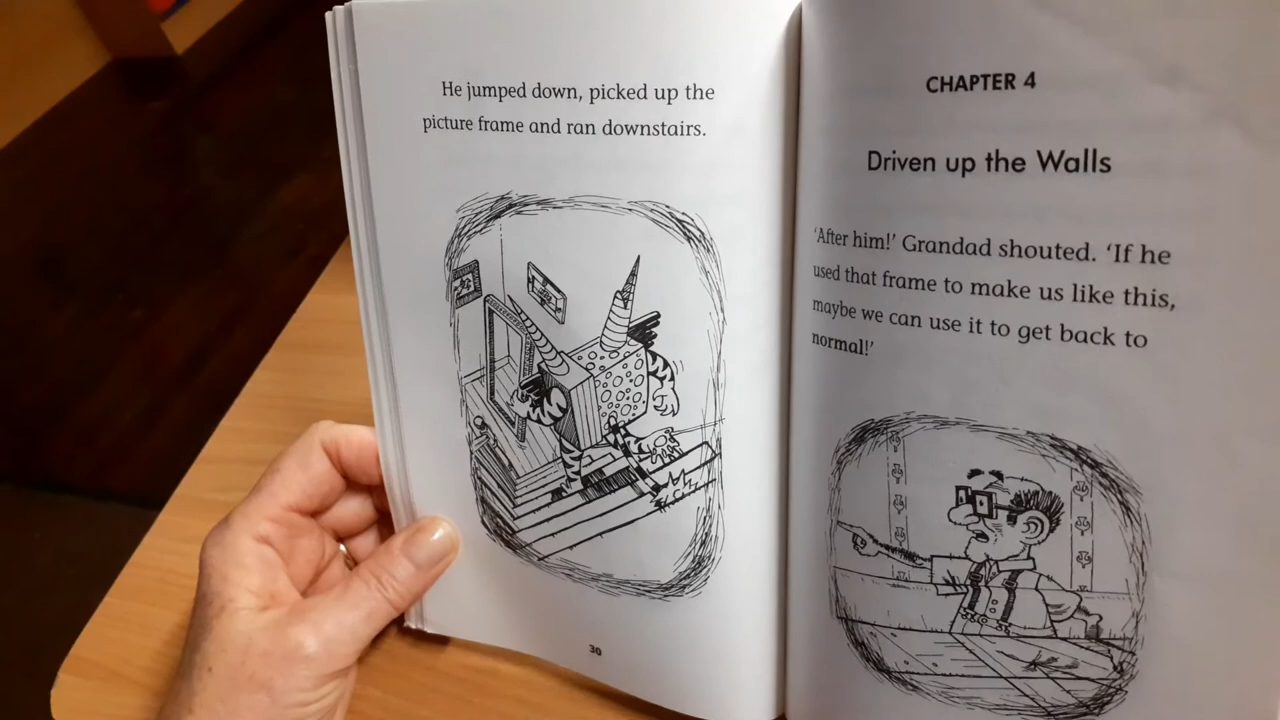 He jumped down, picked up the
picture frame and ran downstairs.
30
CHAPTER 4
Driven up the Walls
‘After him!’ Grandad shouted. ‘If he
used that frame to make us like this,
maybe we can use it to get back to
normal!’